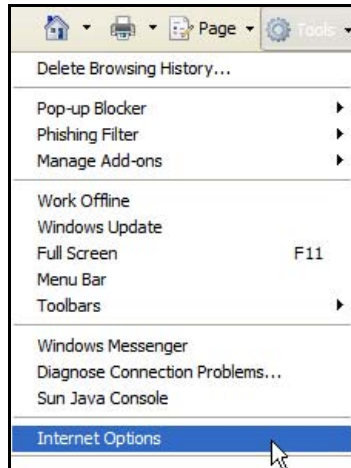 Page Tools
Delete Browsing History...
Pop-up Blocker
Phishing Filter
Manage Add-ons
Work Offline
Windows Update
Full Screen F11
Menu Bar
Toolbars
Windows Messenger
Diagnose Connection Problems...
Sun Java Console
Internet Options